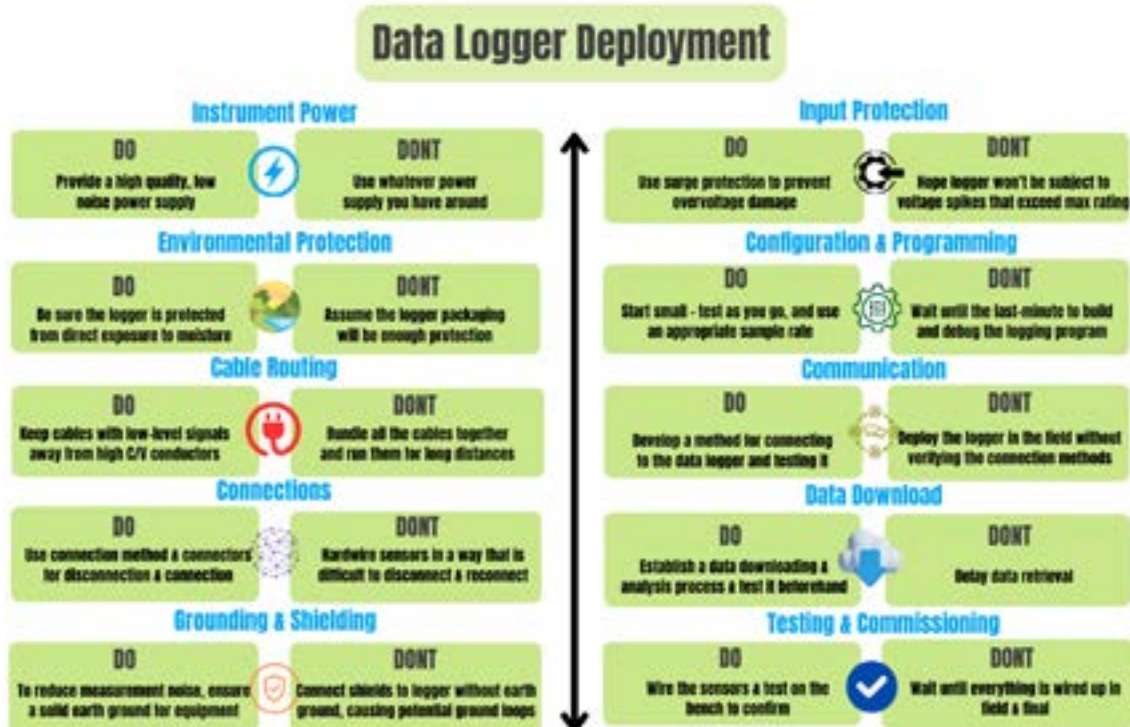 Data Logger Deployment
Instrument Power
DO
Provide a high quality, low
noise power supply
DONT
Use whatever power
supply you have around
Environmental Protection
DO
Be sure the logger is protected
from direct exposure to moisture
DONT
Assume the logger packaging
will be enough protection
Cable Routing
DO
Keep cables with low-level signals
away from high C/V conductors
DONT
Bundle all the cables together
and run them for long distances
Connections
DO
Use connection method & connectors
for disconnection & connection
DONT
Hardwire sensors in a way that is
difficult to disconnect & reconnect
Grounding & Shielding
DO
To reduce measurement noise, ensure
a solid earth ground for equipment
DONT
Connect shields to logger without earth
ground, causing potential ground loops
Input Protection
DO
Use surge protection to prevent
overvoltage damage
DONT
Hope logger won't be subject to
voltage spikes that exceed max rating
Configuration & Programming
DO
Start small - test as you go, and use
an appropriate sample rate
DONT
Wait until the last-minute to build
and debug the logging program
Communication
DO
Develop a method for connecting
to the data logger and testing it
DONT
Deploy the logger in the field without
verifying the connection methods
Data Download
DO
Establish a data downloading &
analysis process & test it beforehand
DONT
Delay data retrieval
Testing & Commissioning
DO
Wire the sensors & test on the
bench to confirm
DONT
Wait until everything is wired up in
field & final